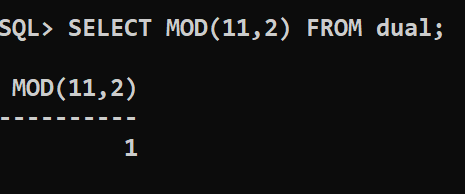 SQL> SELECT MOD(11,2) FROM dual;
MOD(11,2)
----------
1